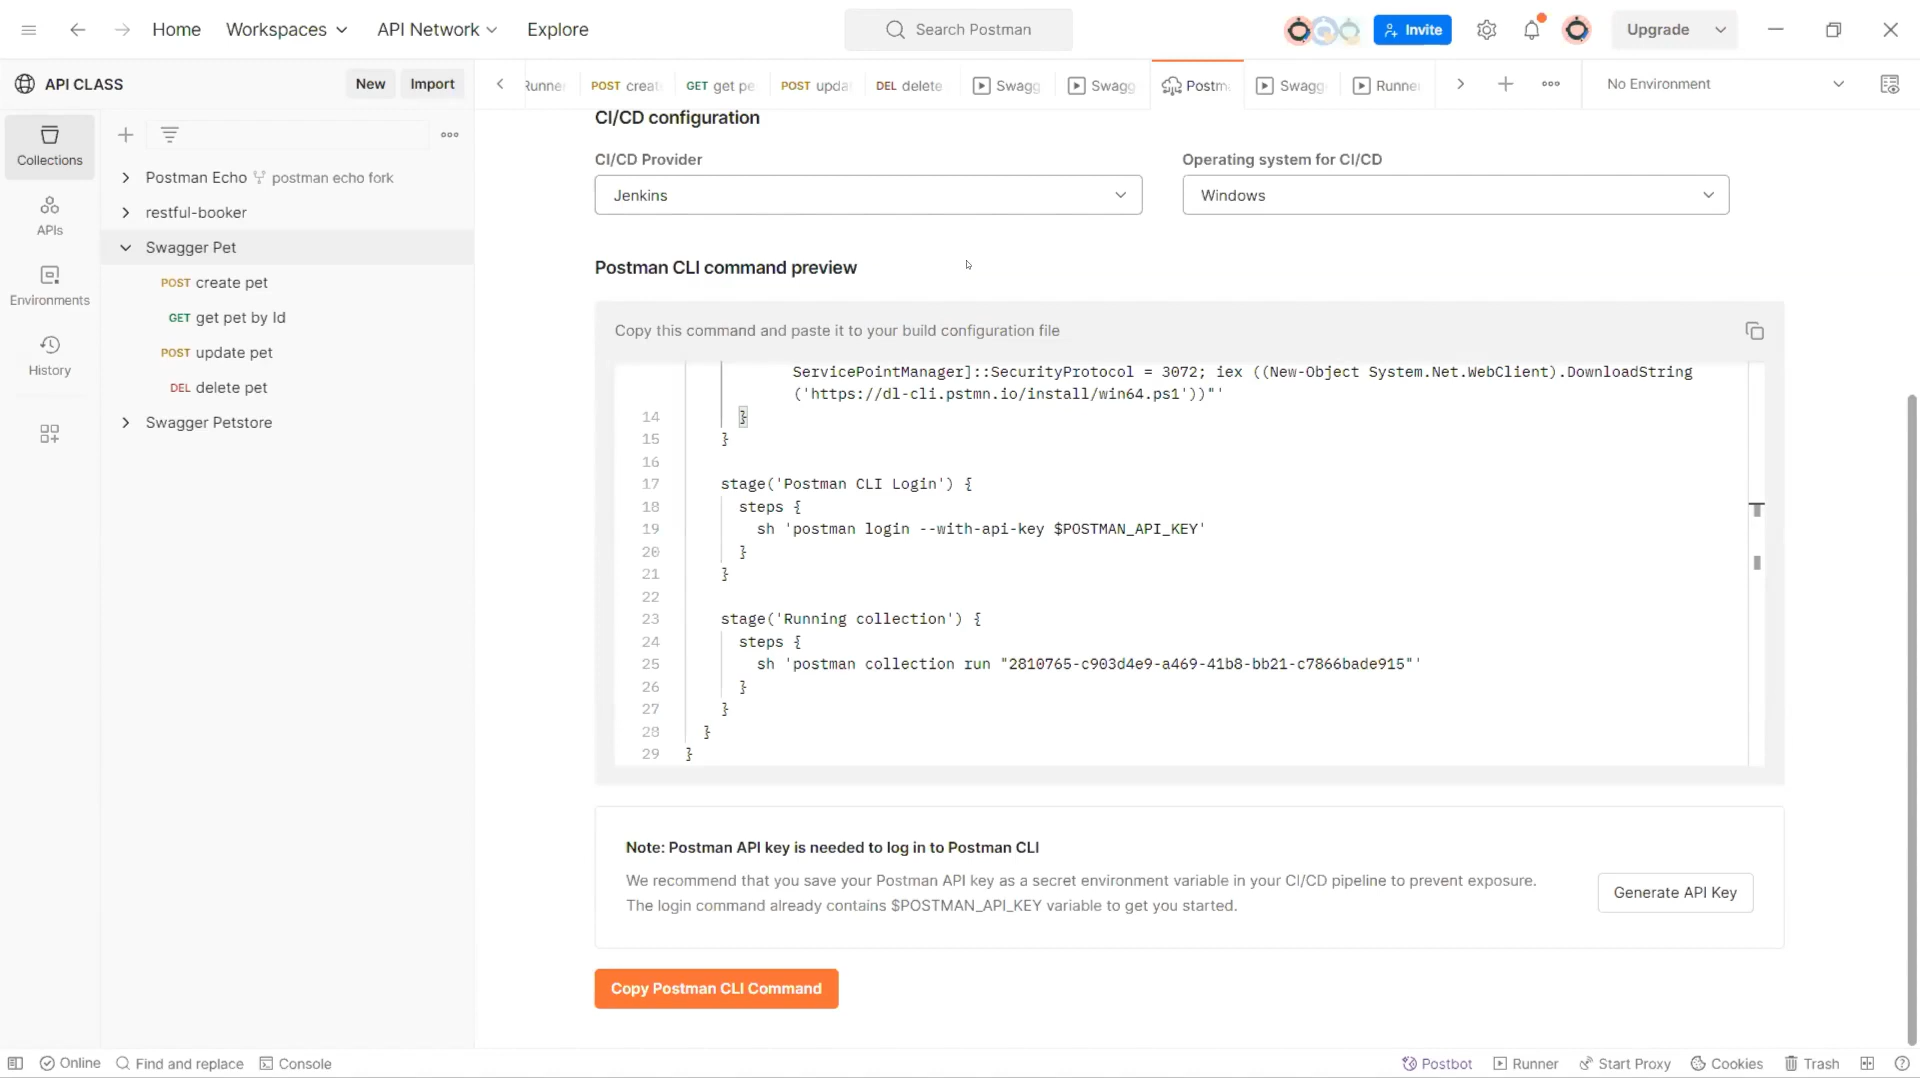 Home
Workspaces
API Network
Explore
Search Postman
Invite
Upgrade
API CLASS
New
Import
Runner
POST creat
GET get pe
POST upda
DEL delete
Swagg
Swagg
Postm
Swagg
Runner
No Environment
Collections
APIs
Environments
History
Postman Echo postman echo fork
restful-booker
Swagger Pet
POST create pet
GET get pet by Id
POST update pet
DEL delete pet
Swagger Petstore
CI/CD configuration
CI/CD Provider
Jenkins
Operating system for CI/CD
Windows
Postman CLI command preview
Copy this command and paste it to your build configuration file
ServicePointManager]::SecurityProtocol = 3072; iex ((New-Object System.Net.WebClient).DownloadString
('https://dl-cli.pstmn.io/install/win64.ps1'))"'
14 }
15 }
16
17 stage('Postman CLI Login') {
18 steps {
19 sh 'postman login --with-api-key $POSTMAN_API_KEY'
20 }
21 }
22
23 stage('Running collection') {
24 steps {
25 sh 'postman collection run "2810765-c903d4e9-a469-41b8-bb21-c7866bade915"'
26 }
27 }
28 }
29 }
Note: Postman API key is needed to log in to Postman CLI
We recommend that you save your Postman API key as a secret environment variable in your CI/CD pipeline to prevent exposure.
The login command already contains $POSTMAN_API_KEY variable to get you started.
Generate API Key
Copy Postman CLI Command
Online
Find and replace
Console
Postbot
Runner
Start Proxy
Cookies
Trash